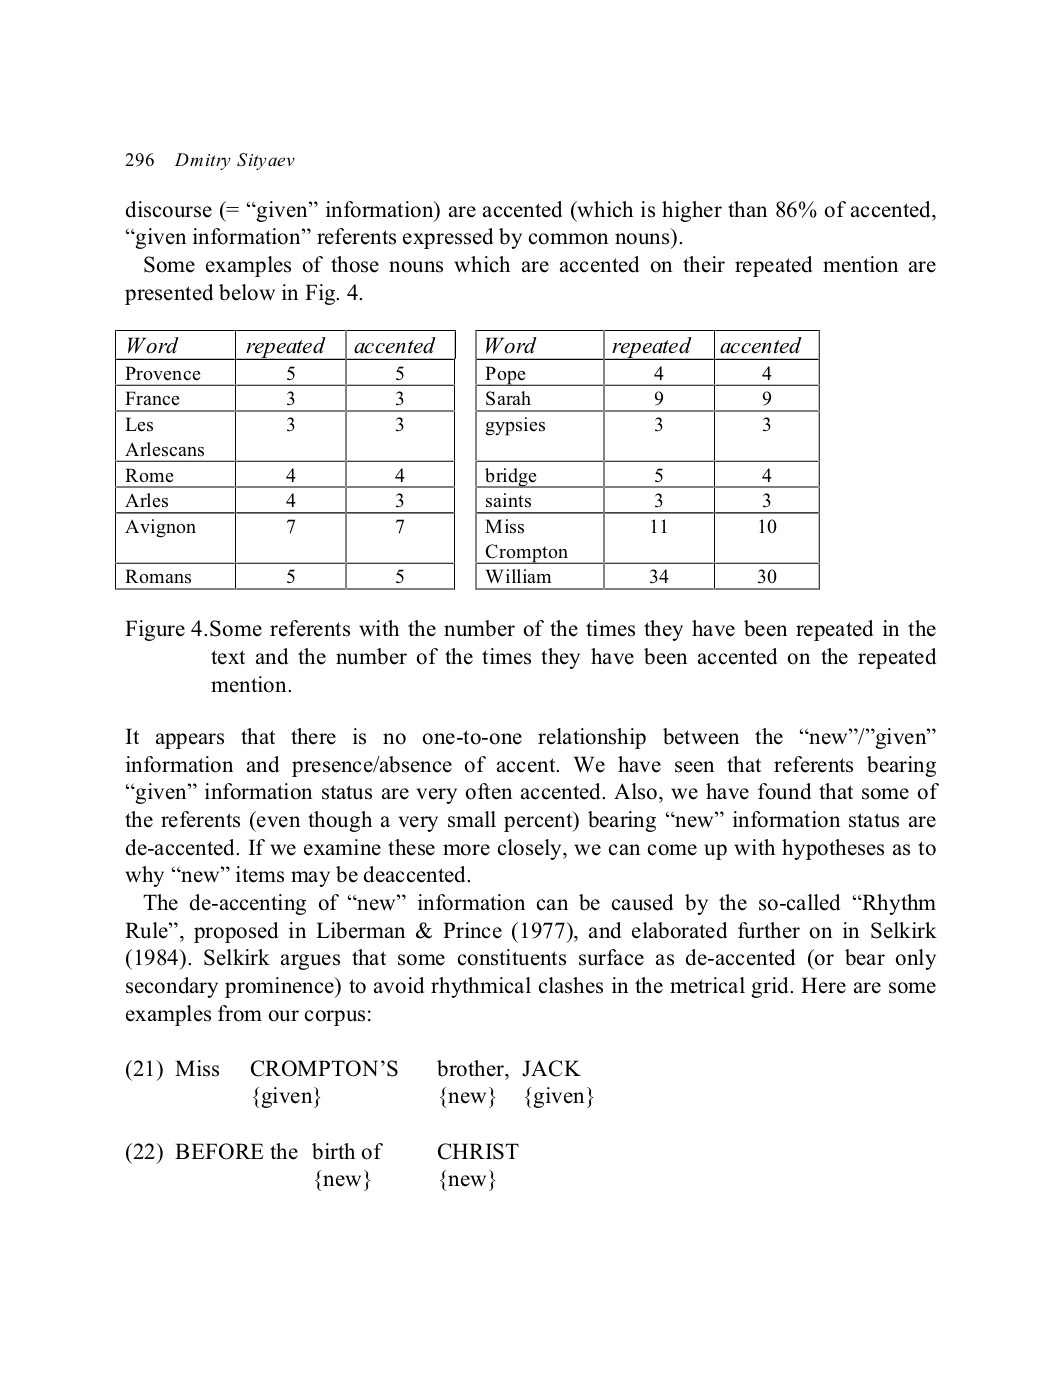 296 Dmitry Sityaev
discourse (= “given” information) are accented (which is higher than 86% of accented,
“given information” referents expressed by common nouns).
Some examples of those nouns which are accented on their repeated mention are
presented below in Fig. 4.
Word repeated accented Word repeated accented
Provence 5 5 Pope 4 4
France 3 3 Sarah 9 9
Les 3 3 gypsies 3 3
Arlescans
Rome 4 4 bridge 5 4
Arles 4 3 saints 3 3
Avignon 7 7 Miss 11 10
Crompton
Romans 5 5 William 34 30
Figure 4.Some referents with the number of the times they have been repeated in the
text and the number of the times they have been accented on the repeated
mention.
It appears that there is no one-to-one relationship between the “new”/”given”
information and presence/absence of accent. We have seen that referents bearing
“given” information status are very often accented. Also, we have found that some of
the referents (even though a very small percent) bearing “new” information status are
de-accented. If we examine these more closely, we can come up with hypotheses as to
why “new” items may be deaccented.
The de-accenting of “new” information can be caused by the so-called “Rhythm
Rule”, proposed in Liberman & Prince (1977), and elaborated further on in Selkirk
(1984). Selkirk argues that some constituents surface as de-accented (or bear only
secondary prominence) to avoid rhythmical clashes in the metrical grid. Here are some
examples from our corpus:
(21) Miss CROMPTON’S brother, JACK
{given} {new} {given}
(22) BEFORE the birth of CHRIST
{new} {new}